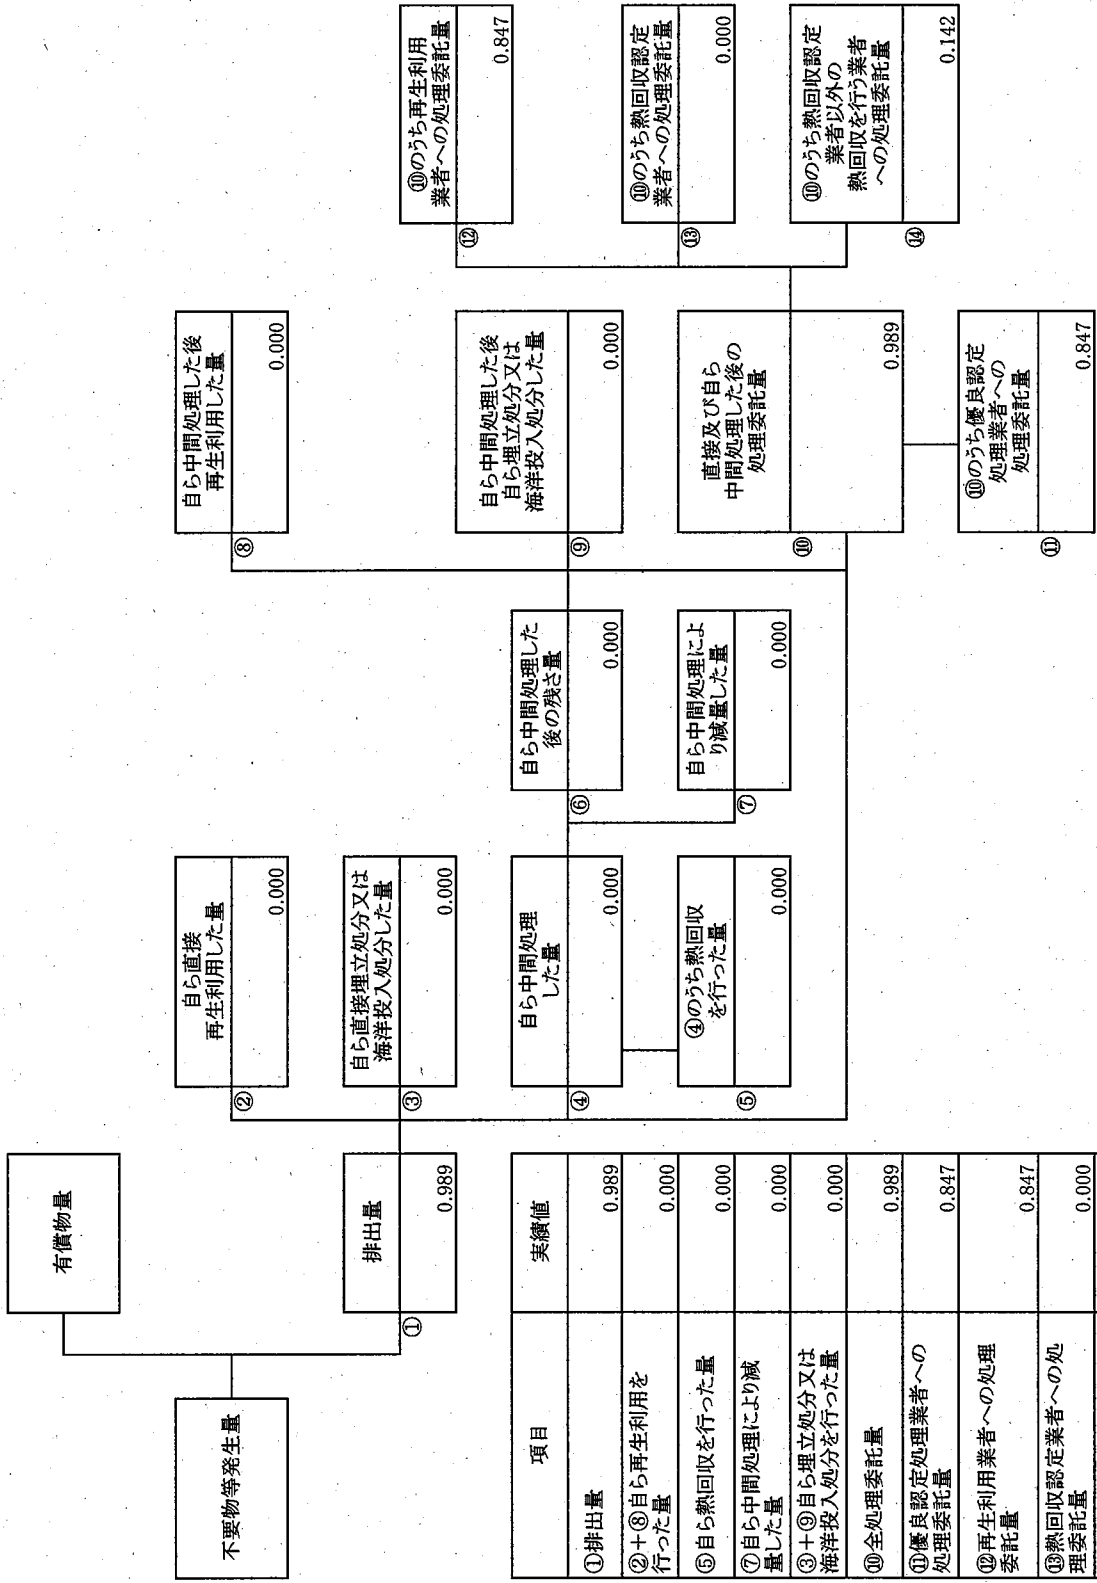 不要物等発生量
有償物量
排出量
①
0.989
自ら直接
再生利用した量
②
0.000
自ら直接埋立処分又は
海洋投入処分した量
③
0.000
自ら中間処理
した量
④
0.000
④のうち熱回収
を行った量
⑤
0.000
自ら中間処理した
後の残さ量
⑥
0.000
自ら中間処理によ
り減量した量
⑦
0.000
自ら中間処理した後
再生利用した量
⑧
0.000
自ら中間処理した後
自ら埋立処分又は
海洋投入処分した量
⑨
0.000
直接及び自ら
中間処理した後の
処理委託量
⑩
0.989
⑩のうち優良認定
処理業者への
処理委託量
⑪
0.847
⑩のうち再生利用
業者への処理委託量
⑫
0.847
⑩のうち熱回収認定
業者への処理委託量
⑬
0.000
⑩のうち熱回収認定
業者以外の
熱回収を行う業者
への処理委託量
⑭
0.142
項目
実績値
①排出量
0.989
②+⑧自ら再生利用を
行った量
0.000
⑤自ら熱回収を行った量
0.000
⑦自ら中間処理により減
量した量
0.000
③+⑨自ら埋立処分又は
海洋投入処分を行った量
0.000
⑩全処理委託量
0.989
⑪優良認定処理業者への
処理委託量
0.847
⑫再生利用業者への処理
委託量
0.847
⑬熱回収認定業者への処
理委託量
0.000